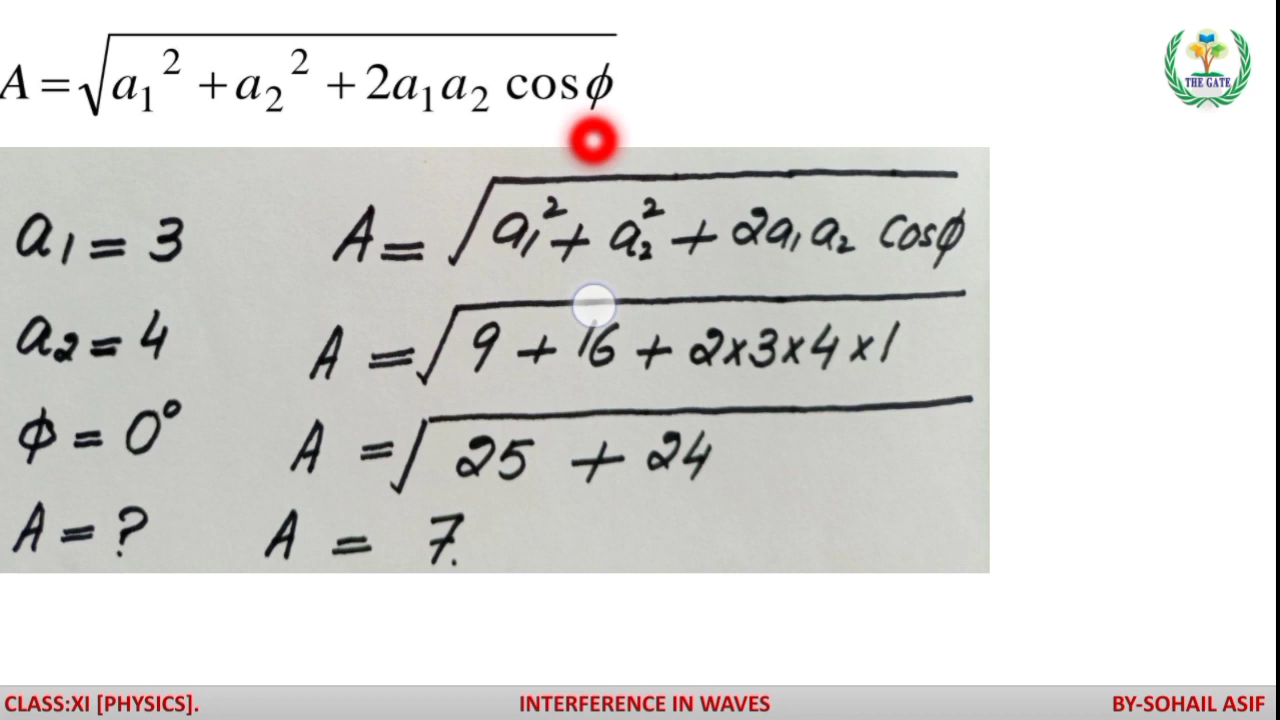 A = √a₁² + a₂² + 2a₁a₂ cosϕ
THE GATE
a₁ = 3
A = √a₁² + a₂² + 2a₁a₂ cosϕ
a₂ = 4
A = √9 + 16 + 2×3×4×1
ϕ = 0°
A = √25 + 24
A = ?
A = 7.
CLASS:XI [PHYSICS].
INTERFERENCE IN WAVES
BY-SOHAIL ASIF